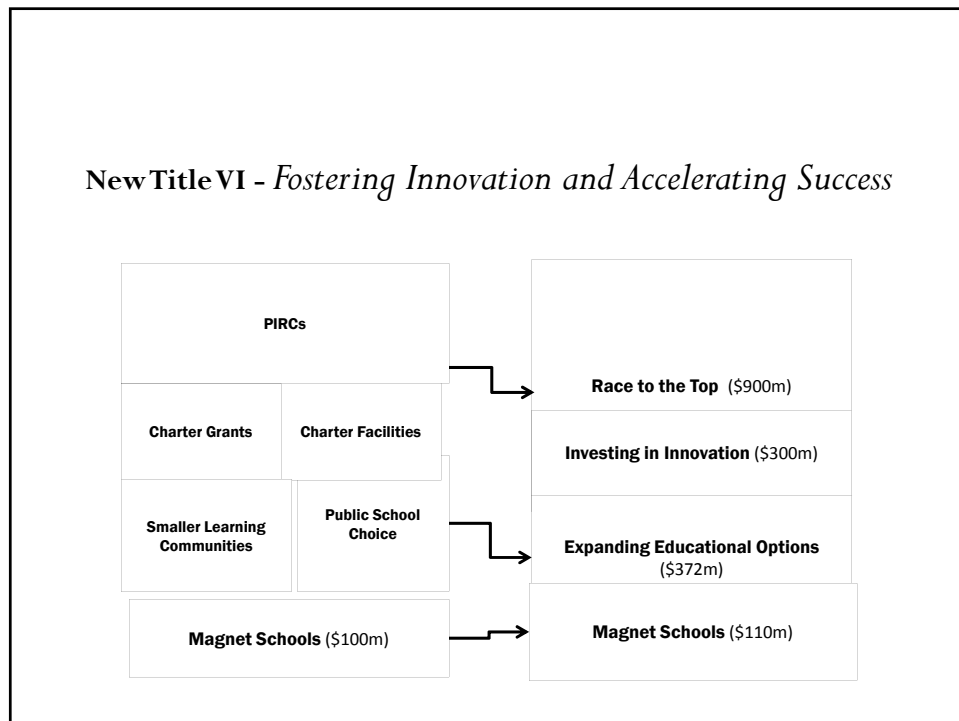 New Title VI - Fostering Innovation and Accelerating Success
PIRCs
Charter Grants
Charter Facilities
Smaller Learning
Communities
Public School
Choice
Magnet Schools ($100m)
Race to the Top ($900m)
Investing in Innovation ($300m)
Expanding Educational Options
($372m)
Magnet Schools ($110m)